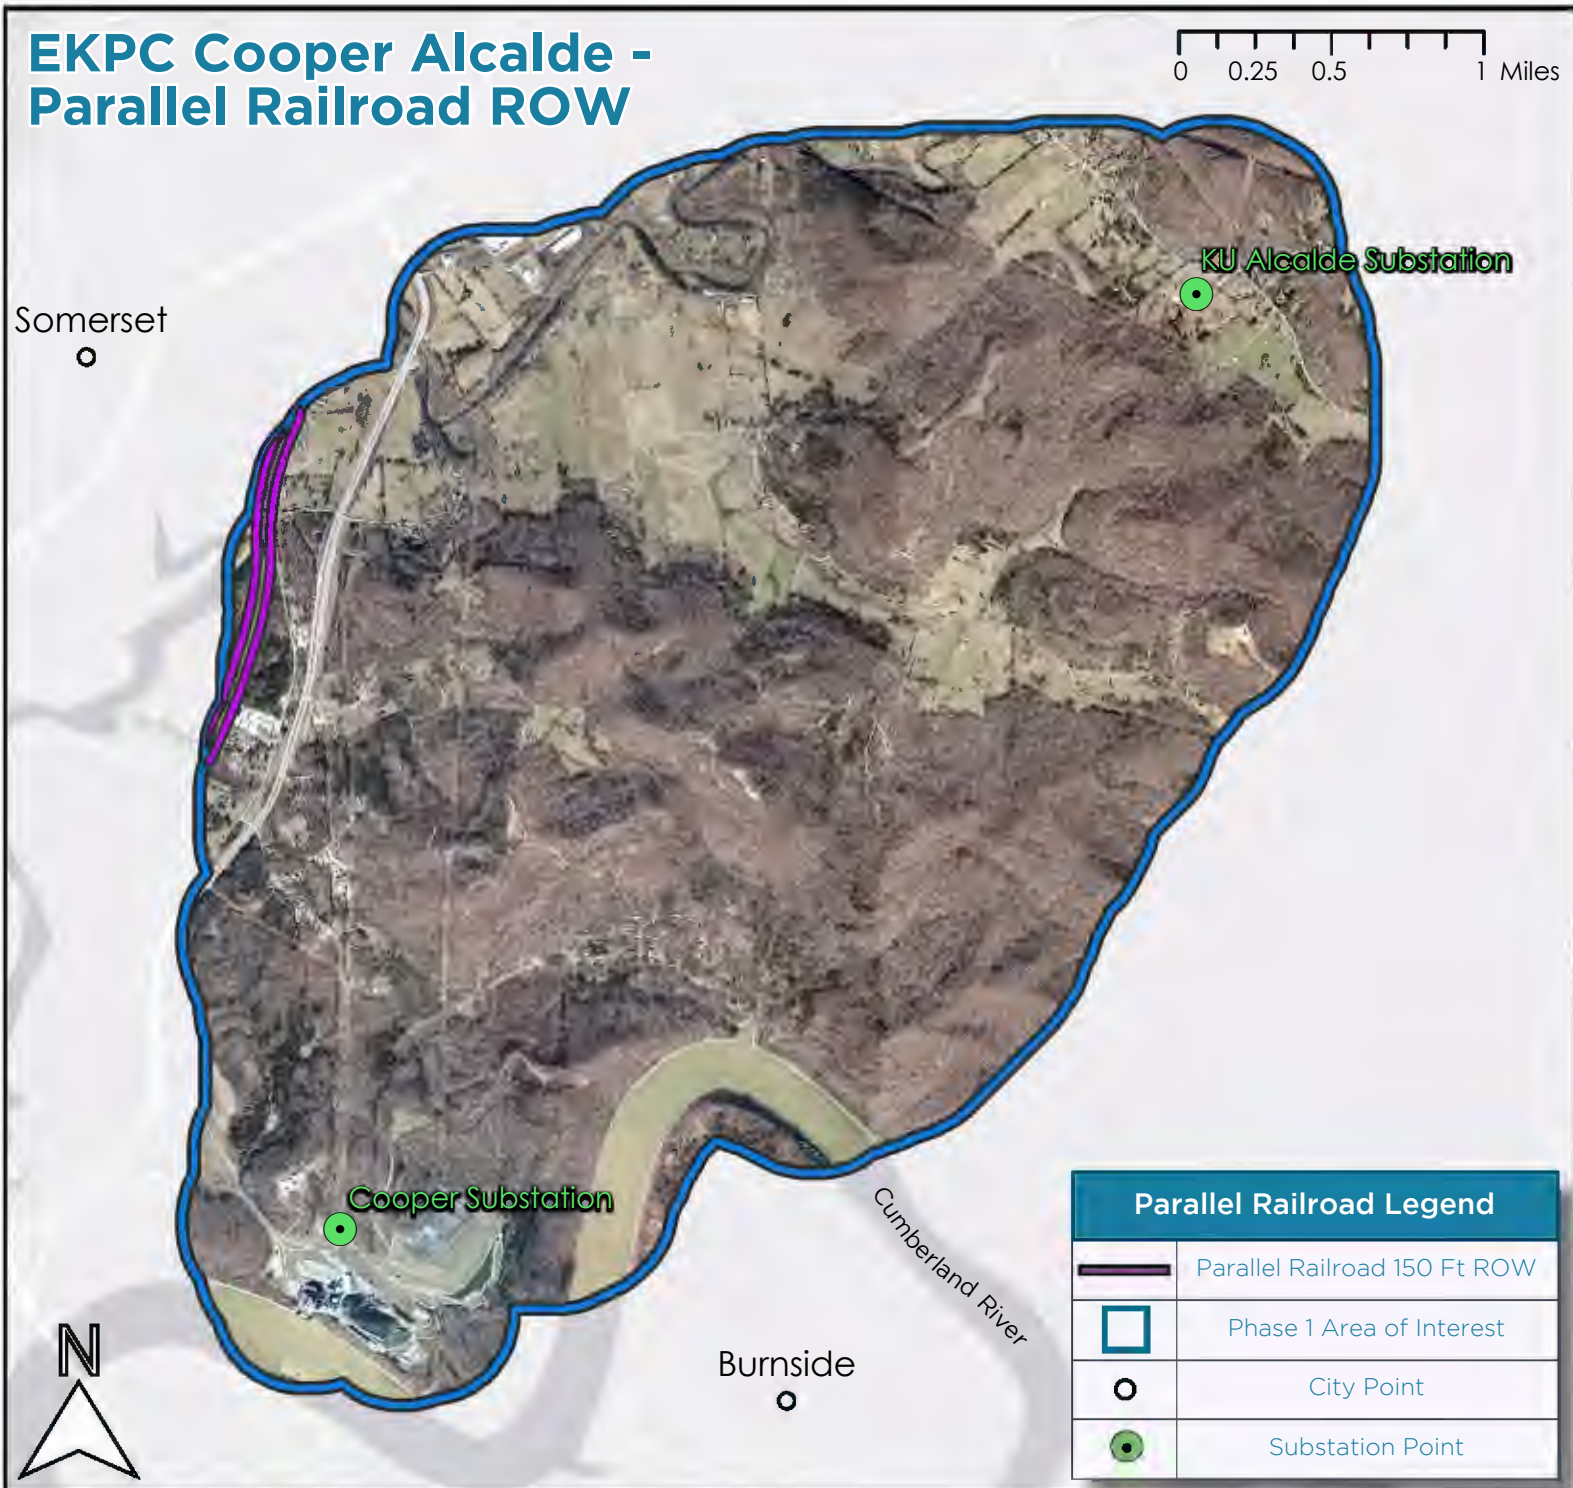 EKPC Cooper Alcalde -
Parallel Railroad ROW
0 0.25 0.5 1 Miles
KU Alcalde Substation
Somerset
Cooper Substation
Cumberland River
Burnside
N
Parallel Railroad Legend
Parallel Railroad 150 Ft ROW
Phase 1 Area of Interest
City Point
Substation Point